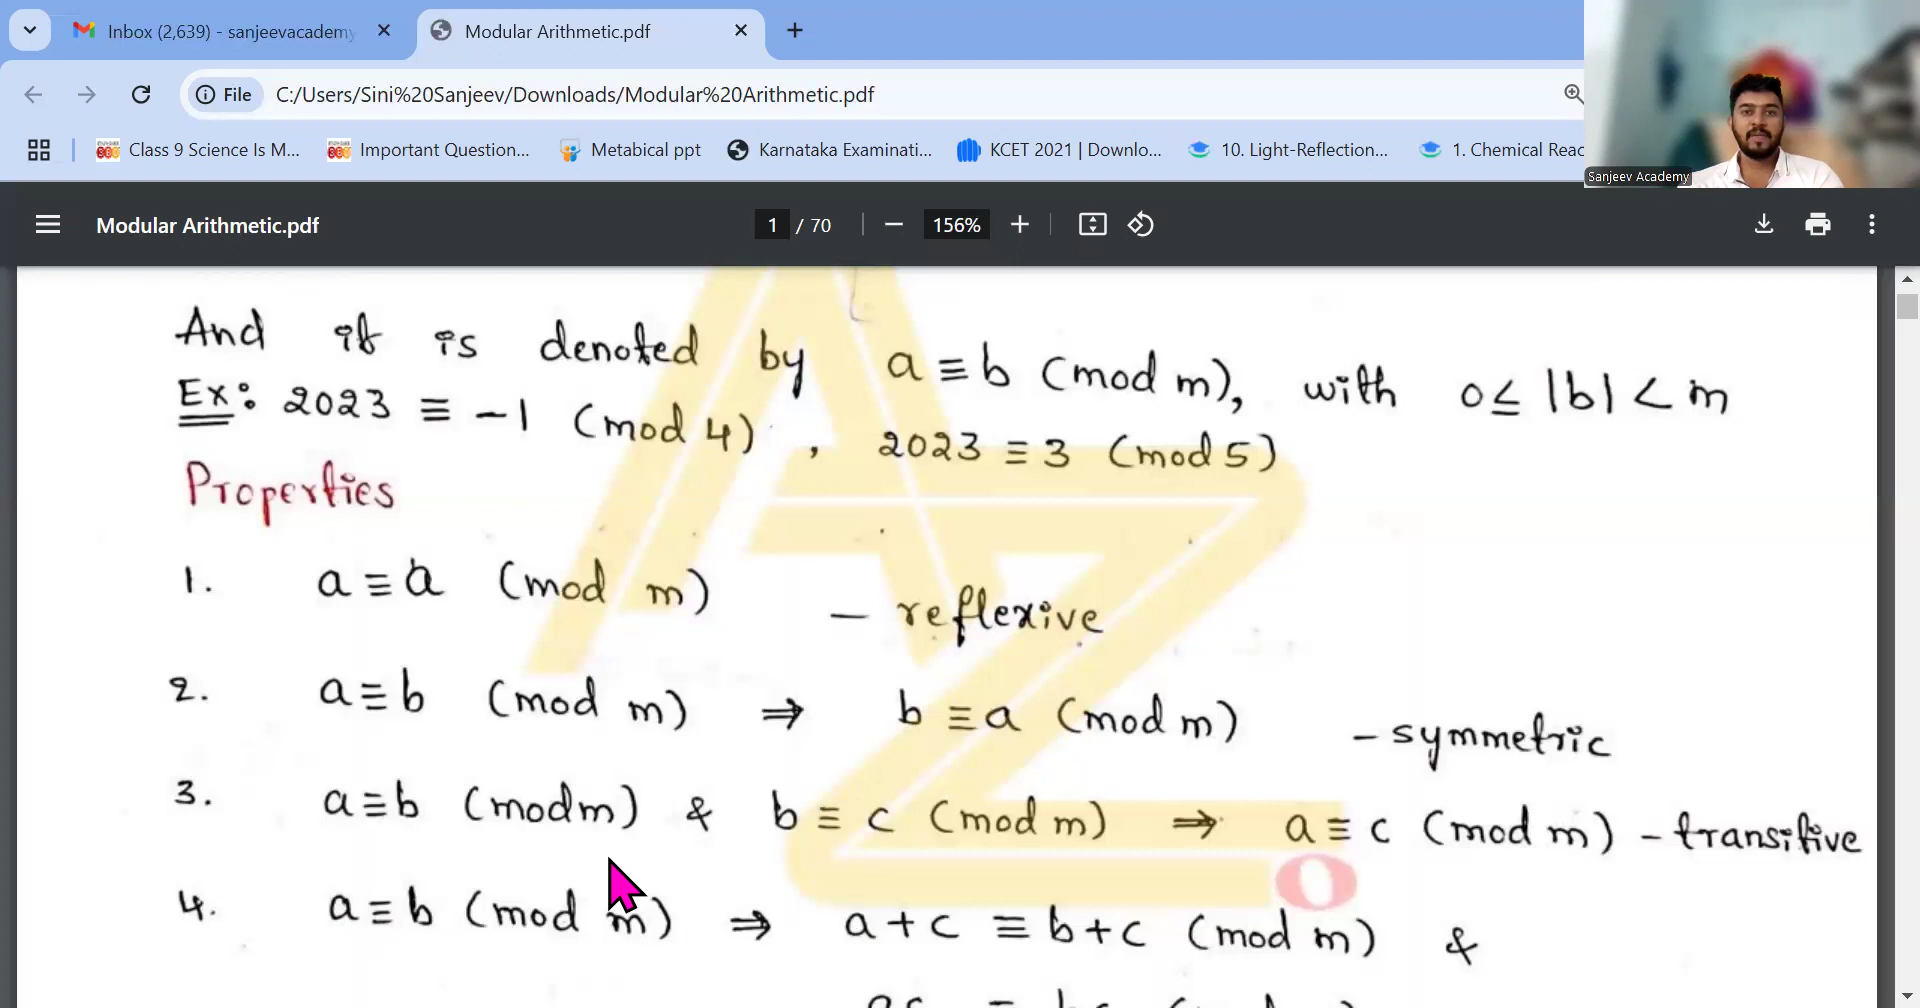 Inbox (2,639) - sanjeevacademy
Modular Arithmetic.pdf
File C:/Users/Sini%20Sanjeev/Downloads/Modular%20Arithmetic.pdf
Class 9 Science Is M... Important Question... Metabical ppt Karnataka Examinati... KCET 2021 | Downlo... 10. Light-Reflection... 1. Chemical Reac
Sanjeev Academy
Modular Arithmetic.pdf 1 / 70 156%
And it is denoted by a ≡ b (mod m), with 0 ≤ |b| < m
Ex: 2023 ≡ -1 (mod 4), 2023 ≡ 3 (mod 5)
Properties
1. a ≡ a (mod m) - reflexive
2. a ≡ b (mod m) ⇒ b ≡ a (mod m) - symmetric
3. a ≡ b (mod m) & b ≡ c (mod m) ⇒ a ≡ c (mod m) - transitive
4. a ≡ b (mod m) ⇒ a + c ≡ b + c (mod m) &